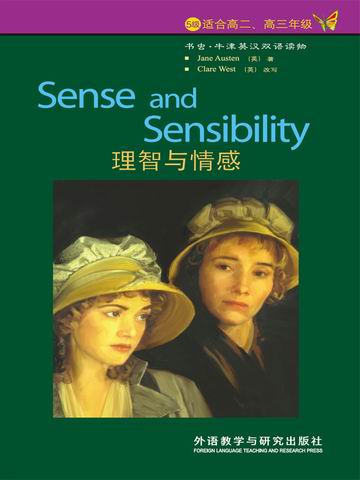 5级 适合高二、高三年级
书虫·牛津英汉双语读物
■ Jane Austen (英) 著
■ Clare West (英) 改写
Sense and
Sensibility
理智与情感
外语教学与研究出版社
FOREIGN LANGUAGE TEACHING AND RESEARCH PRESS